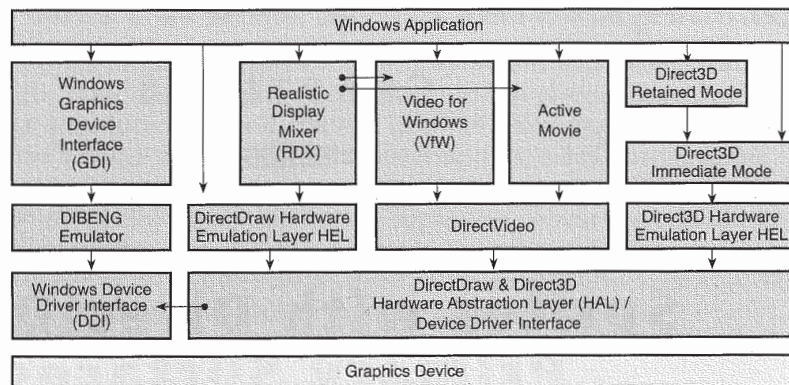 Windows Application
Windows
Graphics
Device
Interface
(GDI)
Realistic
Display
Mixer
(RDX)
Video for
Windows
(VfW)
Active
Movie
Direct3D
Retained Mode
Direct3D
Immediate Mode
DIBENG
Emulator
DirectDraw Hardware
Emulation Layer HEL
DirectVideo
Direct3D Hardware
Emulation Layer HEL
Windows Device
Driver Interface
(DDI)
DirectDraw & Direct3D
Hardware Abstraction Layer (HAL) /
Device Driver Interface
Graphics Device